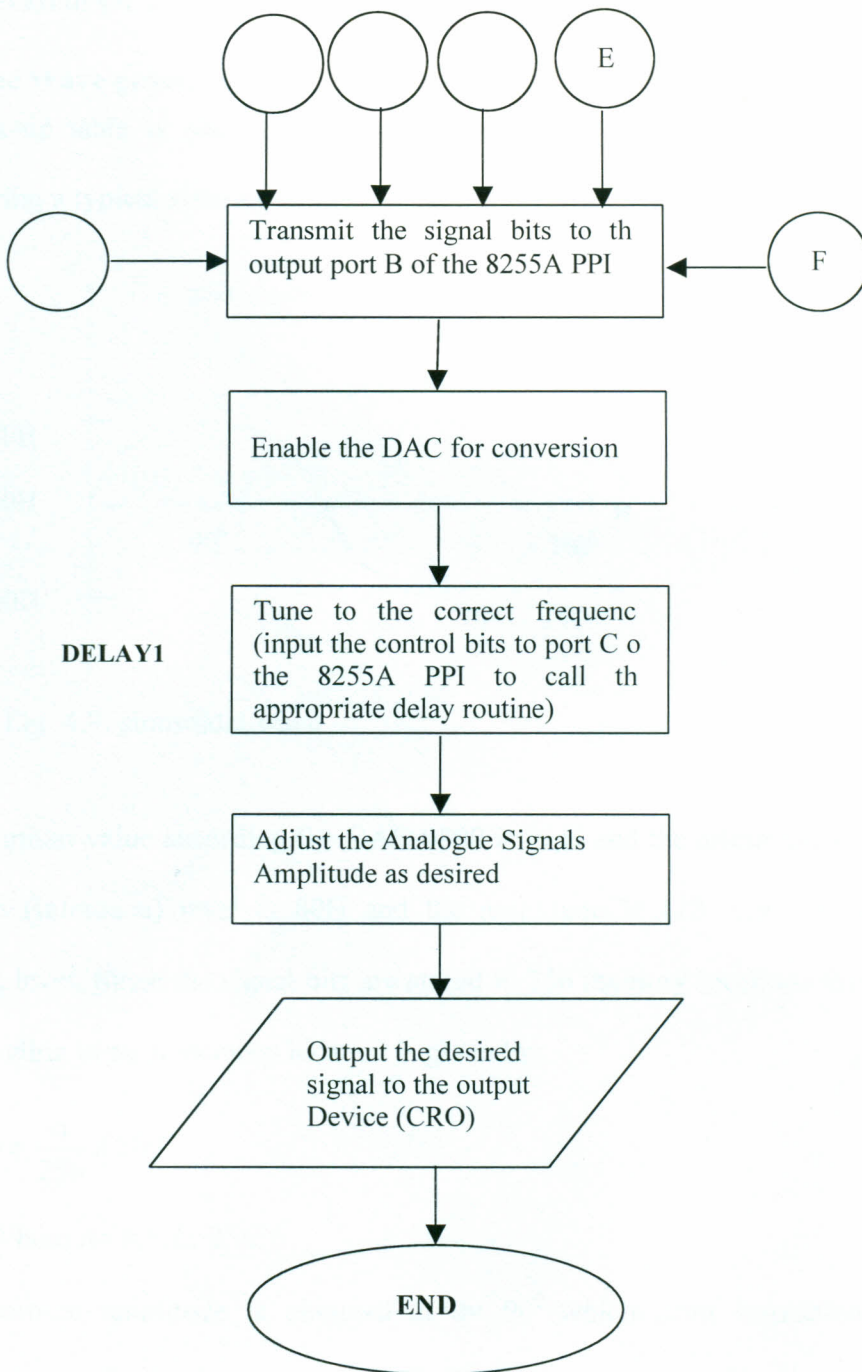 E
Transmit the signal bits to th
output port B of the 8255A PPI
F
Enable the DAC for conversion
DELAY1
Tune to the correct frequenc
(input the control bits to port C o
the 8255A PPI to call th
appropriate delay routine)
Adjust the Analogue Signals
Amplitude as desired
Output the desired
signal to the output
Device (CRO)
END